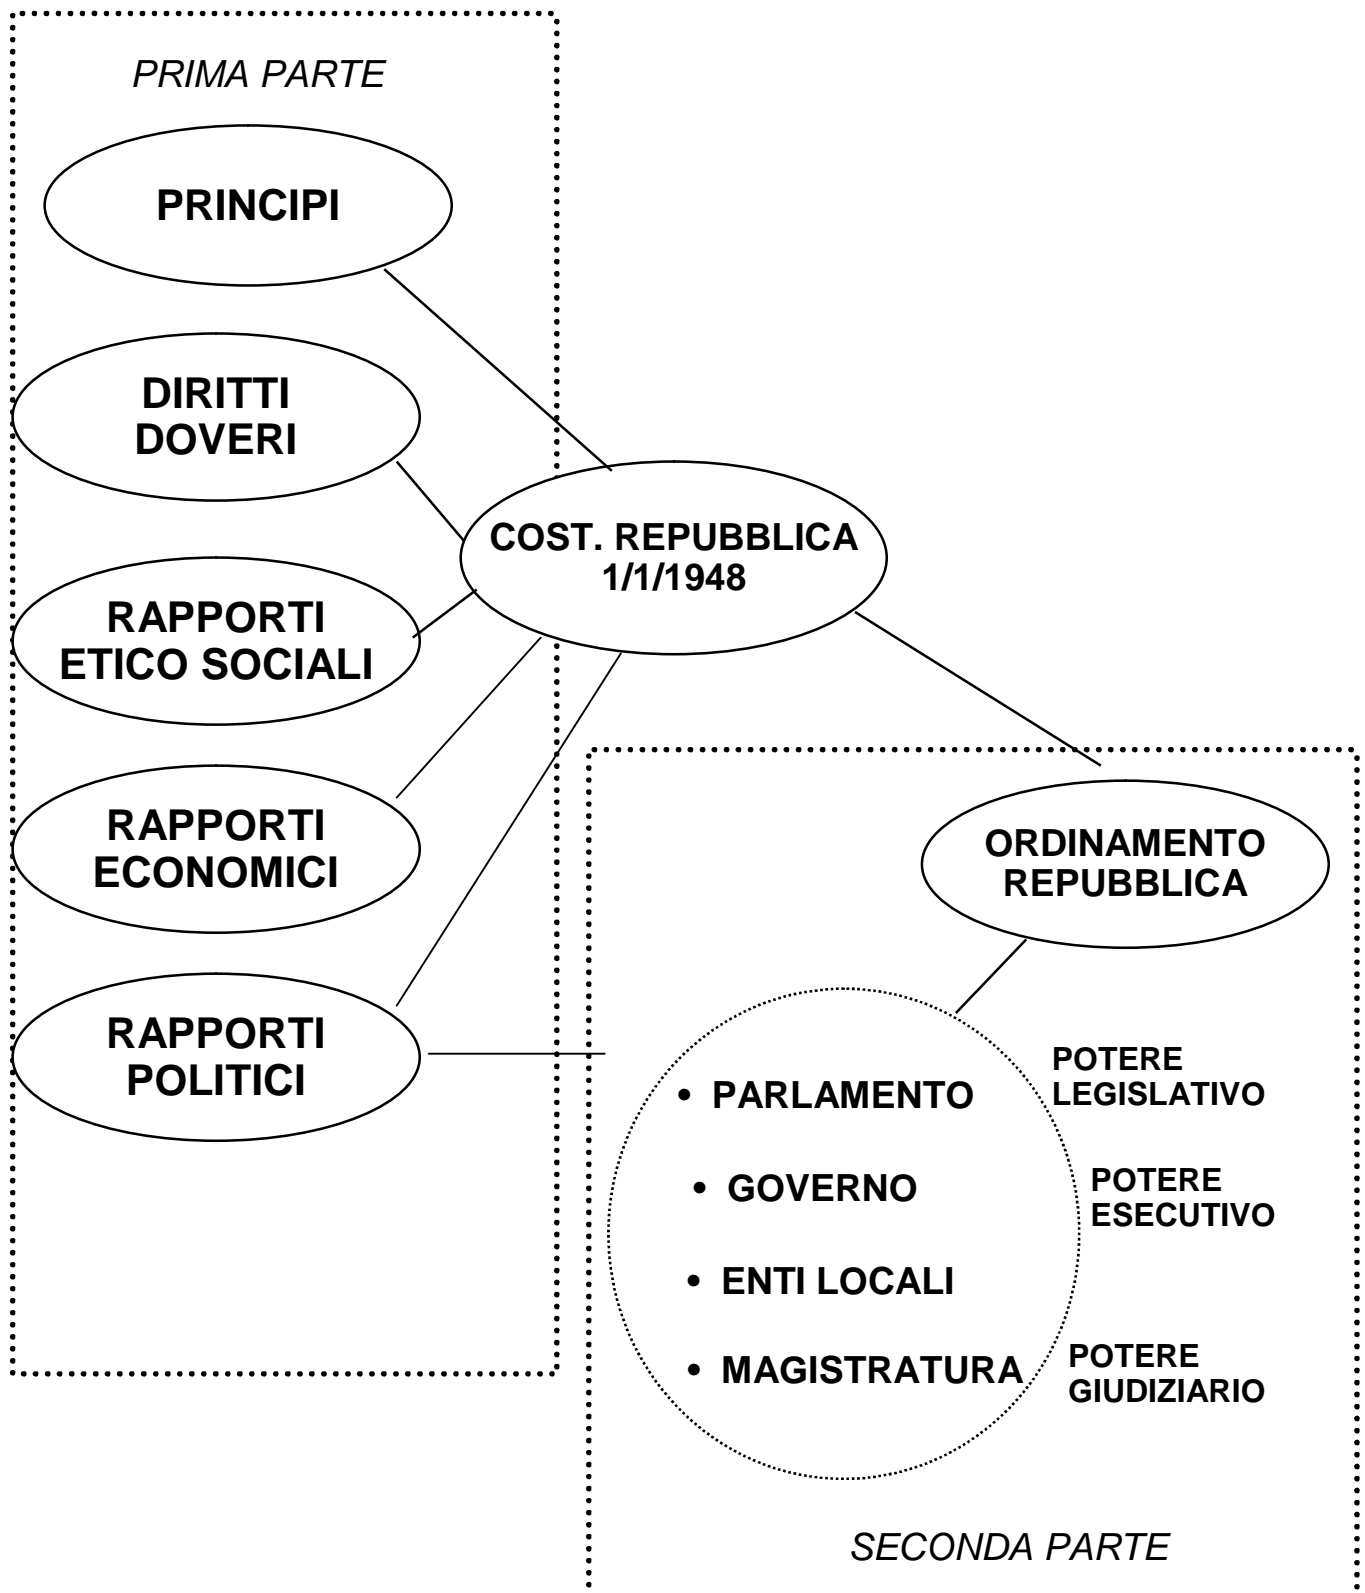 PRIMA PARTE
PRINCIPI
DIRITTI
DOVERI
RAPPORTI
ETICO SOCIALI
RAPPORTI
ECONOMICI
RAPPORTI
POLITICI
COST. REPUBBLICA
1/1/1948
ORDINAMENTO
REPUBBLICA
• PARLAMENTO
• GOVERNO
• ENTI LOCALI
• MAGISTRATURA
POTERE
LEGISLATIVO
POTERE
ESECUTIVO
POTERE
GIUDIZIARIO
SECONDA PARTE